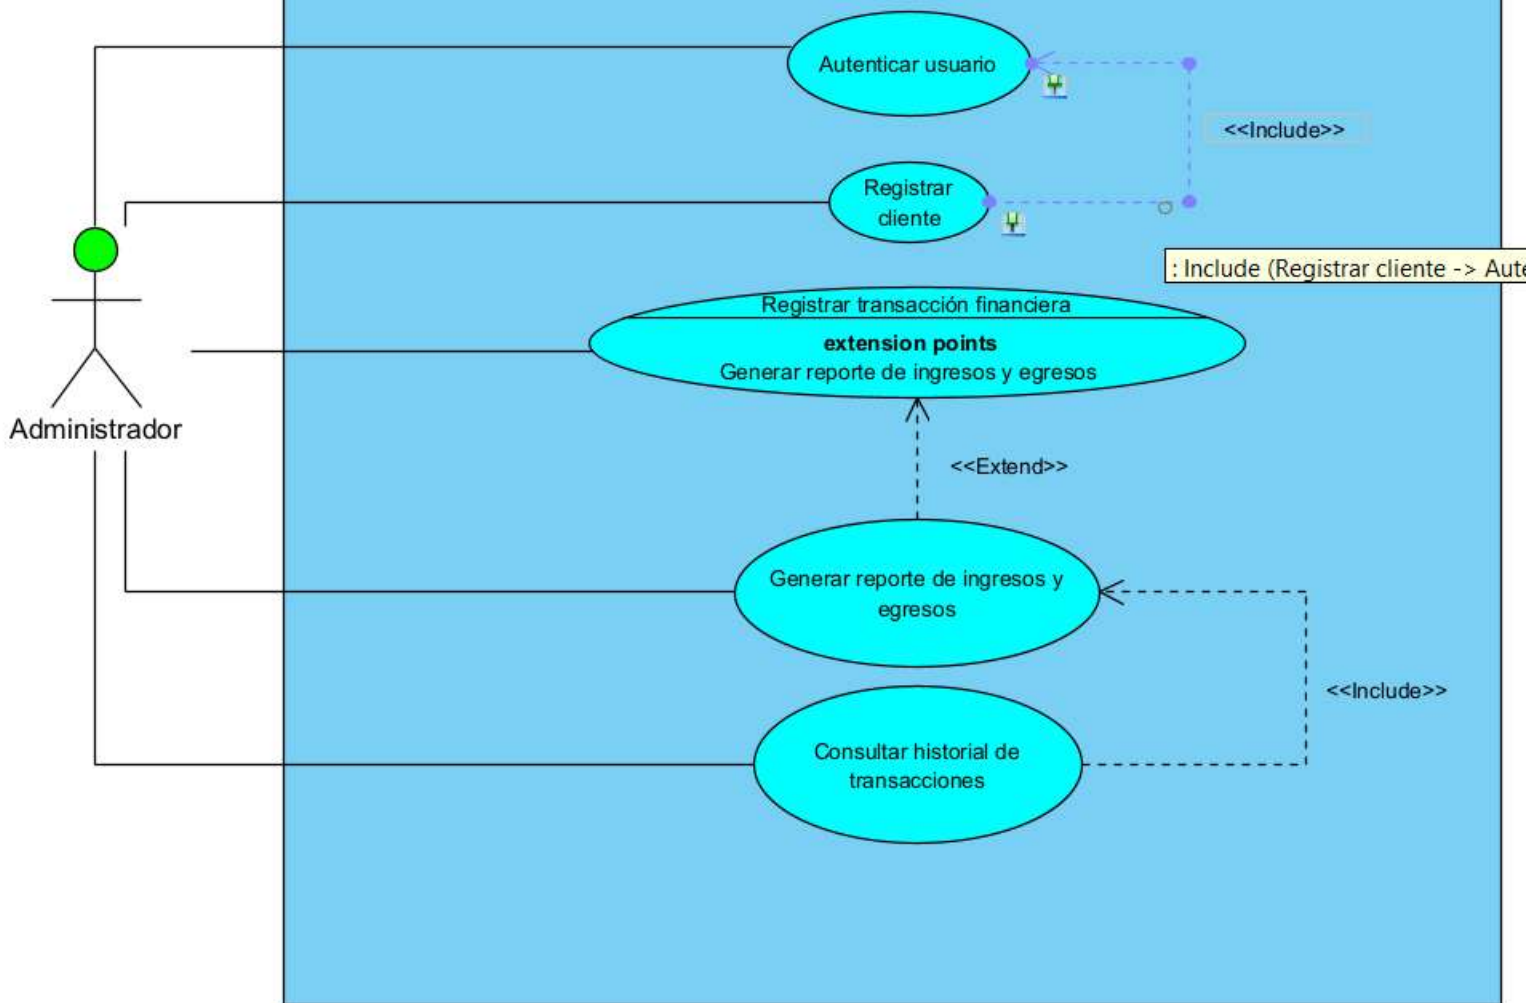 Autenticar usuario
<<Include>>
Registrar
cliente
: Include (Registrar cliente -> Aute
Registrar transacción financiera
extension points
Generar reporte de ingresos y egresos
Administrador
<<Extend>>
Generar reporte de ingresos y
egresos
<<Include>>
Consultar historial de
transacciones